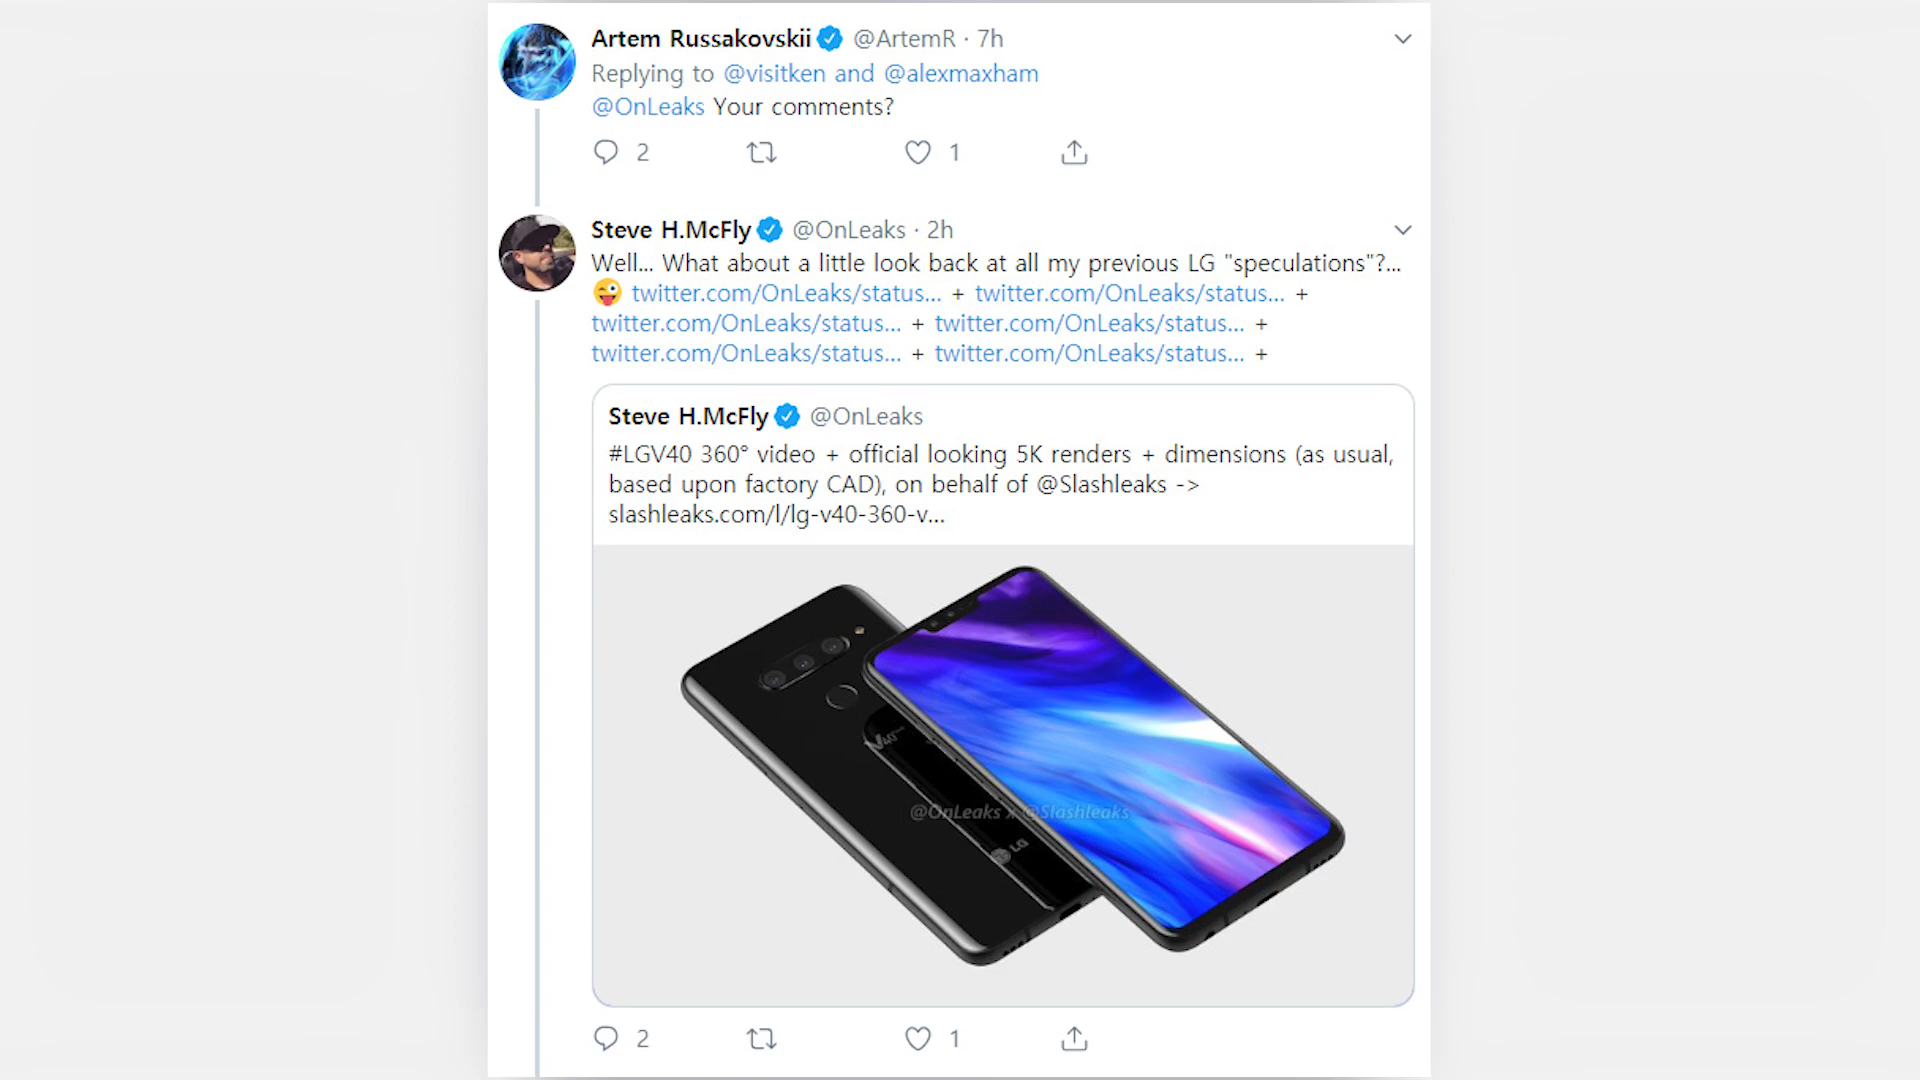 Artem Russakovskii @ArtemR · 7h
Replying to @visitken and @alexmaxham
@OnLeaks Your comments?
2 1
Steve H.McFly @OnLeaks · 2h
Well... What about a little look back at all my previous LG "speculations"?...
😜 twitter.com/OnLeaks/status... + twitter.com/OnLeaks/status... +
twitter.com/OnLeaks/status... + twitter.com/OnLeaks/status... +
twitter.com/OnLeaks/status... + twitter.com/OnLeaks/status... +
Steve H.McFly @OnLeaks
#LGV40 360° video + official looking 5K renders + dimensions (as usual,
based upon factory CAD), on behalf of @Slashleaks ->
slashleaks.com/l/lg-v40-360-v...
V40
@OnLeaks x @Slashleaks
LG
2 1